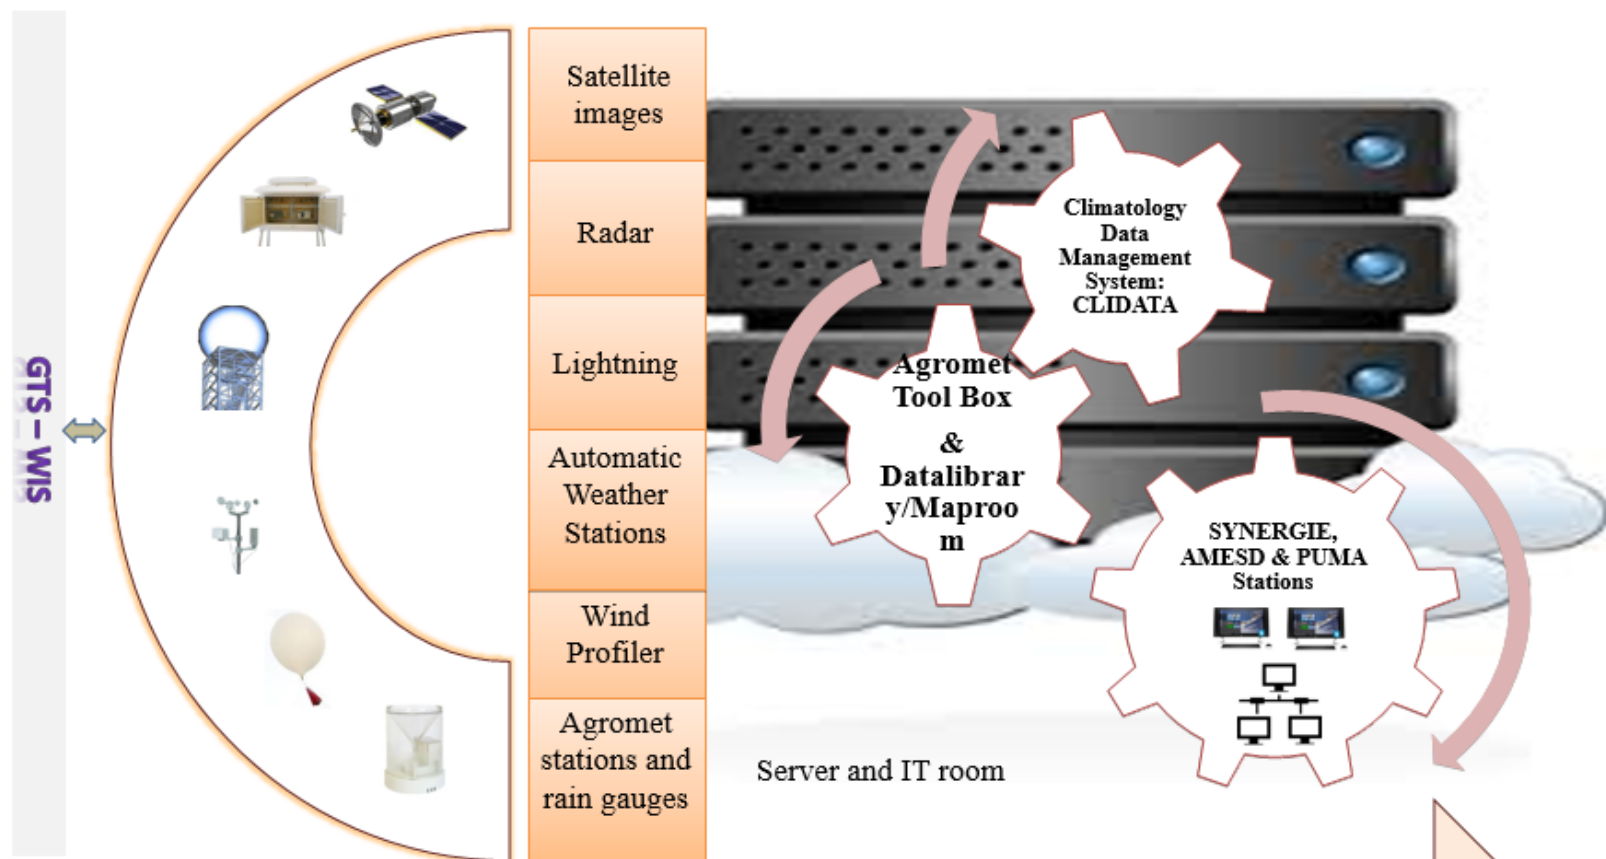 GTS – WIS
Satellite
images
Radar
Lightning
Automatic
Weather
Stations
Wind
Profiler
Agromet
stations and
rain gauges
Climatology
Data
Management
System:
CLIDATA
Agromet
Tool Box
&
Datalibrar
y/Maproo
m
SYNERGIE,
AMESD & PUMA
Stations
Server and IT room